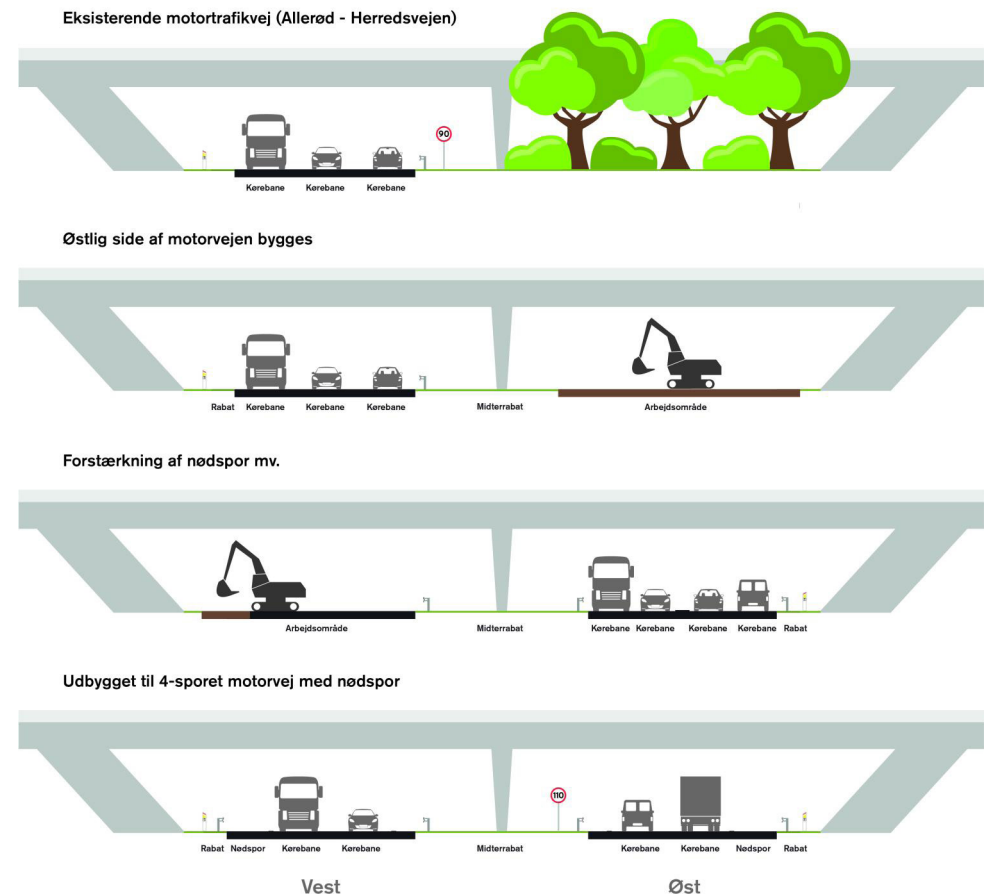 Eksisterende motortrafikvej (Allerød - Herredsvejen)
90
Kørebane Kørebane Kørebane
Østlig side af motorvejen bygges
Rabat Kørebane Kørebane Kørebane Midterrabat Arbejdsområde
Forstærkning af nødspor mv.
Arbejdsområde Midterrabat Kørebane Kørebane Kørebane Kørebane Rabat
Udbygget til 4-sporet motorvej med nødspor
110
Rabat Nødspor Kørebane Kørebane Midterrabat Kørebane Kørebane Nødspor Rabat
Vest Øst